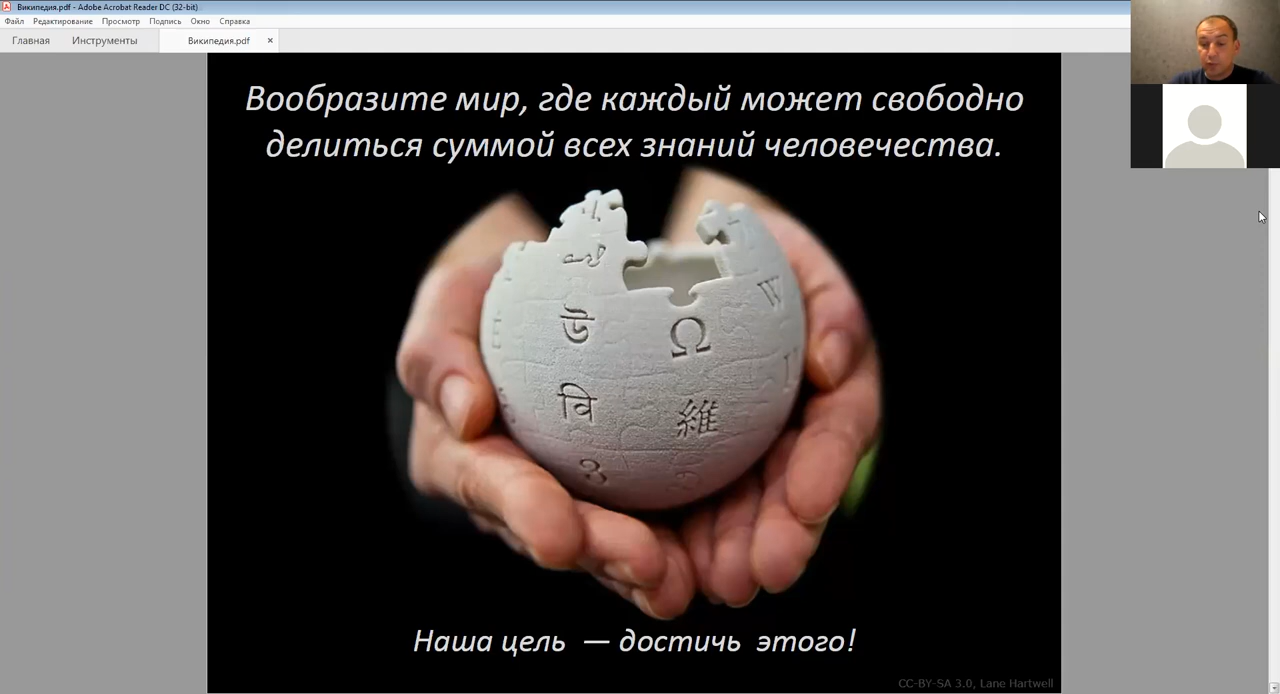 Википедия.pdf - Adobe Acrobat Reader DC (32-bit)
Файл Редактирование Просмотр Подпись Окно Справка
Главная Инструменты Википедия.pdf ×
Вообразите мир, где каждый может свободно
делиться суммой всех знаний человечества.
W
উ Ω
वि 維
Наша цель — достичь этого!
CC-BY-SA 3.0, Lane Hartwell